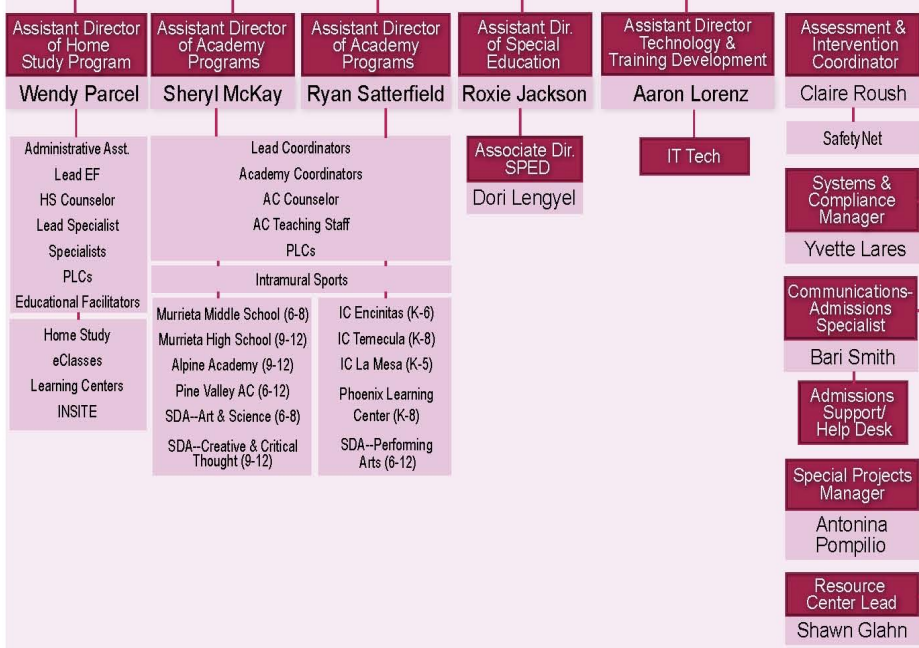 Assistant Director
of Home
Study Program
Wendy Parcel
Administrative Asst.
Lead EF
HS Counselor
Lead Specialist
Specialists
PLCs
Educational Facilitators
Home Study
eClasses
Learning Centers
INSITE
Assistant Director
of Academy
Programs
Sheryl McKay
Assistant Director
of Academy
Programs
Ryan Satterfield
Lead Coordinators
Academy Coordinators
AC Counselor
AC Teaching Staff
PLCs
Intramural Sports
Murrieta Middle School (6-8)
Murrieta High School (9-12)
Alpine Academy (9-12)
Pine Valley AC (6-12)
SDA--Art & Science (6-8)
SDA--Creative & Critical
Thought (9-12)
IC Encinitas (K-6)
IC Temecula (K-8)
IC La Mesa (K-5)
Phoenix Learning
Center (K-8)
SDA--Performing
Arts (6-12)
Assistant Dir.
of Special
Education
Roxie Jackson
Associate Dir.
SPED
Dori Lengyel
Assistant Director
Technology &
Training Development
Aaron Lorenz
IT Tech
Assessment &
Intervention
Coordinator
Claire Roush
SafetyNet
Systems &
Compliance
Manager
Yvette Lares
Communications-
Admissions
Specialist
Bari Smith
Admissions
Support/
Help Desk
Special Projects
Manager
Antonina
Pompilio
Resource
Center Lead
Shawn Glahn